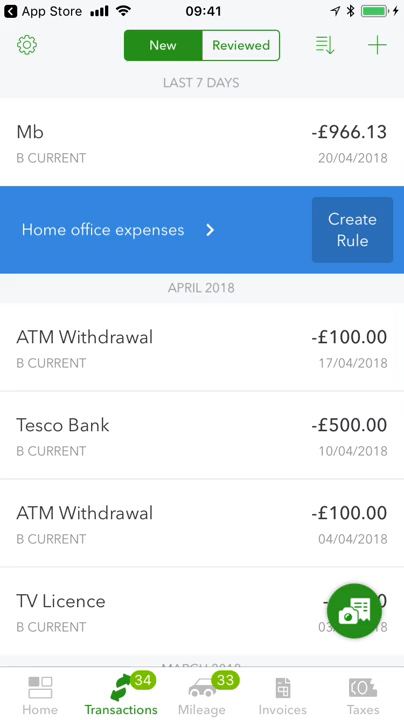 App Store 09:41
New Reviewed
LAST 7 DAYS
Mb -£966.13
B CURRENT 20/04/2018
Home office expenses Create
Rule
APRIL 2018
ATM Withdrawal -£100.00
B CURRENT 17/04/2018
Tesco Bank -£500.00
B CURRENT 10/04/2018
ATM Withdrawal -£100.00
B CURRENT 04/04/2018
TV Licence
B CURRENT
MARCH 2018
34 33
Home Transactions Mileage Invoices Taxes